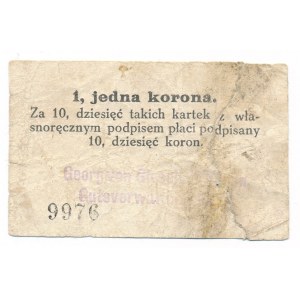 1, jedna korona.
Za 10, dziesięć takich kartek z wła-
snoręcznym podpisem płaci podpisany
10, dziesięć koron.
9976